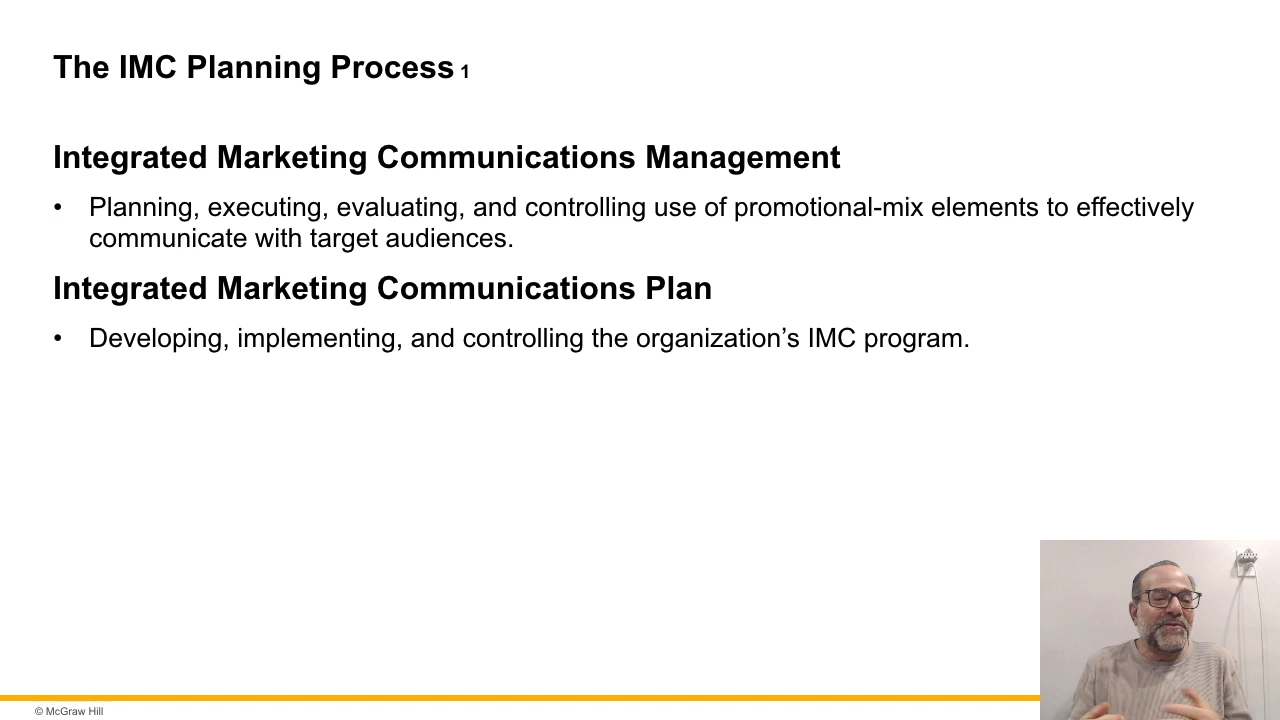 The IMC Planning Process 1
Integrated Marketing Communications Management
• Planning, executing, evaluating, and controlling use of promotional-mix elements to effectively
communicate with target audiences.
Integrated Marketing Communications Plan
• Developing, implementing, and controlling the organization’s IMC program.
© McGraw Hill